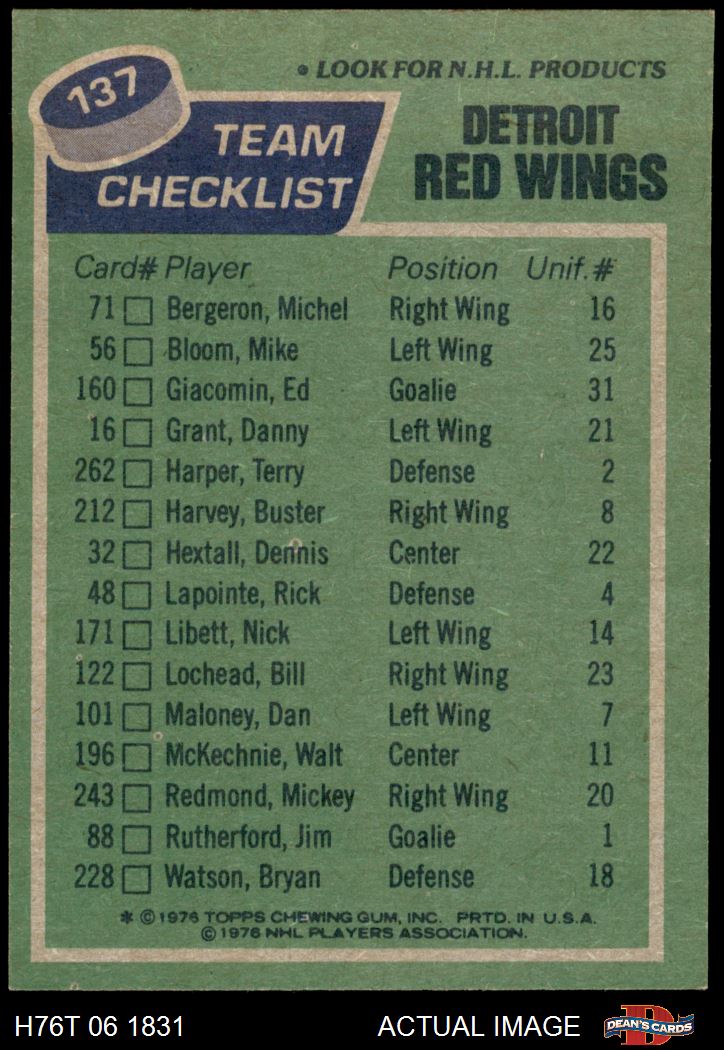 137
• LOOK FOR N.H.L. PRODUCTS
TEAM CHECKLIST
DETROIT
RED WINGS
Card# Player Position Unif.#
71 Bergeron, Michel Right Wing 16
56 Bloom, Mike Left Wing 25
160 Giacomin, Ed Goalie 31
16 Grant, Danny Left Wing 21
262 Harper, Terry Defense 2
212 Harvey, Buster Right Wing 8
32 Hextall, Dennis Center 22
48 Lapointe, Rick Defense 4
171 Libett, Nick Left Wing 14
122 Lochead, Bill Right Wing 23
101 Maloney, Dan Left Wing 7
196 McKechnie, Walt Center 11
243 Redmond, Mickey Right Wing 20
88 Rutherford, Jim Goalie 1
228 Watson, Bryan Defense 18
* © 1976 TOPPS CHEWING GUM, INC. PRTD. IN U.S.A.
© 1976 NHL PLAYERS ASSOCIATION.
H76T 06 1831 ACTUAL IMAGE
D
DEAN'S CARDS